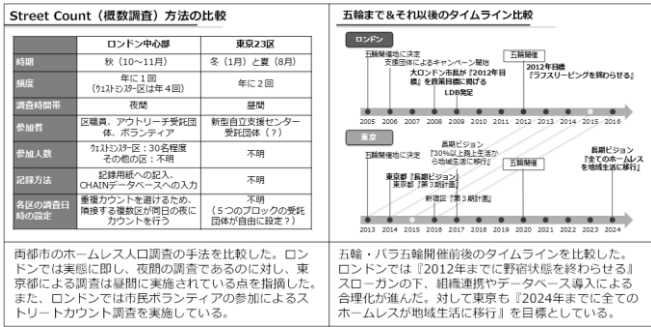 Street Count（概数調査）方法の比較
ロンドン中心部
東京23区
時期
秋（10～11月）
冬（1月）と夏（8月）
頻度
年に1回
（ｳｪｽﾄﾐﾝｽﾀｰ区は年4回）
年に2回
調査時間帯
夜間
昼間
参加者
区職員、アウトリーチ受託団
体、ボランティア
新型自立支援センター
受託団体（？）
参加人数
ｳｪｽﾄﾐﾝｽﾀｰ区：30名程度
その他の区：不明
不明
記録方法
記録用紙への記入、
CHAINデータベースへの入力
不明
各区の調査日
時の設定
重複カウントを避けるため、
隣接する複数区が同日の夜に
カウントを行う
不明
（５つのブロックの受託
団体が自由に設定？）
両都市のホームレス人口調査の手法を比較した。ロン
ドンでは実態に即し、夜間の調査であるのに対し、東
京都による調査は昼間に実施されている点を指摘した。
また、ロンドンでは市民ボランティアの参加によるス
トリートカウント調査を実施している。
五輪まで＆それ以後のタイムライン比較
ロンドン
五輪開催地に決定
支援団体によるキャンペーン開始
大ロンドン市長が『2012年目
標』を政策目標に掲げる
LDB発足
五輪開催
2012年目標
『ラフスリーピングを終わらせる』
2005 2006 2007 2008 2009 2010 2011 2012 2013 2014 2015 2016
東京
五輪開催地に決定
東京都『長期ビジョン』
東京都『第３期計画』
長期ビジョン
『30%以上路上生活から
地域生活に移行』
新宿区『第３期計画』
五輪開催
長期ビジョン
『全てのホームレス
を地域生活に移行』
2013 2014 2015 2016 2017 2018 2019 2020 2021 2022 2023 2024
五輪・パラ五輪開催前後のタイムラインを比較した。
ロンドンでは『2012年までに野宿状態を終わらせる』
スローガンの下、組織連携やデータベース導入による
合理化が進んだ。対して東京も『2024年までに全ての
ホームレスが地域生活に移行』を目標としている。